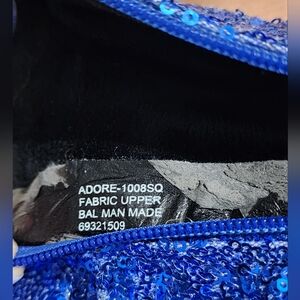 ADORE-1008SQ
FABRIC UPPER
BAL MAN MADE
69321509